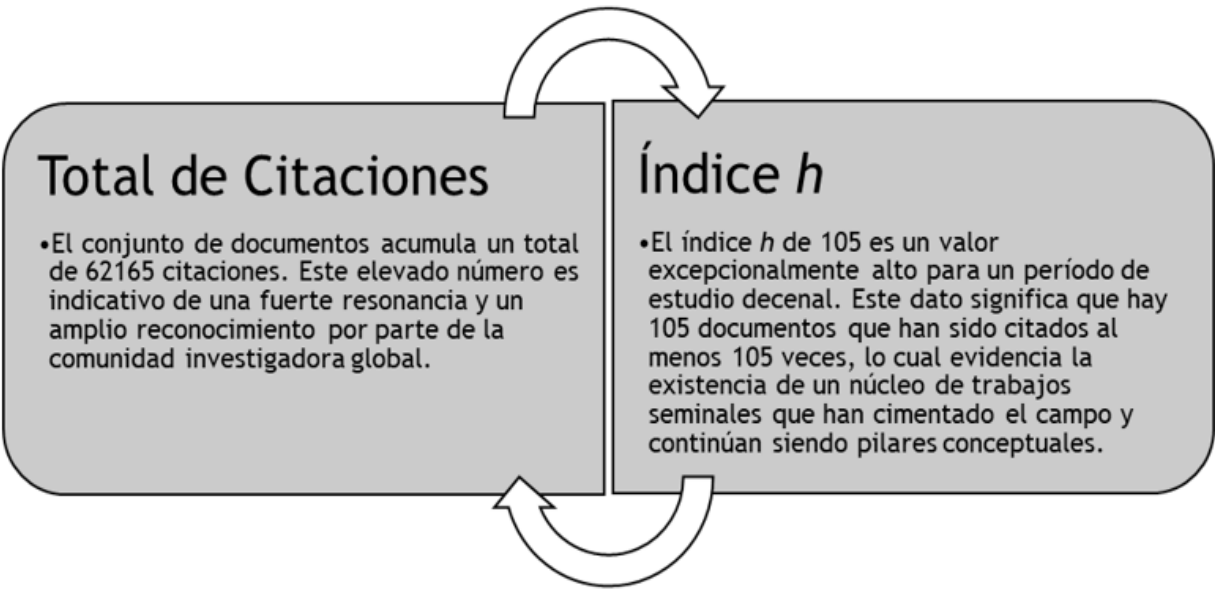 Total de Citaciones
•El conjunto de documentos acumula un total
de 62165 citaciones. Este elevado número es
indicativo de una fuerte resonancia y un
amplio reconocimiento por parte de la
comunidad investigadora global.
Índice h
•El índice h de 105 es un valor
excepcionalmente alto para un período de
estudio decenal. Este dato significa que hay
105 documentos que han sido citados al
menos 105 veces, lo cual evidencia la
existencia de un núcleo de trabajos
seminales que han cimentado el campo y
continúan siendo pilares conceptuales.